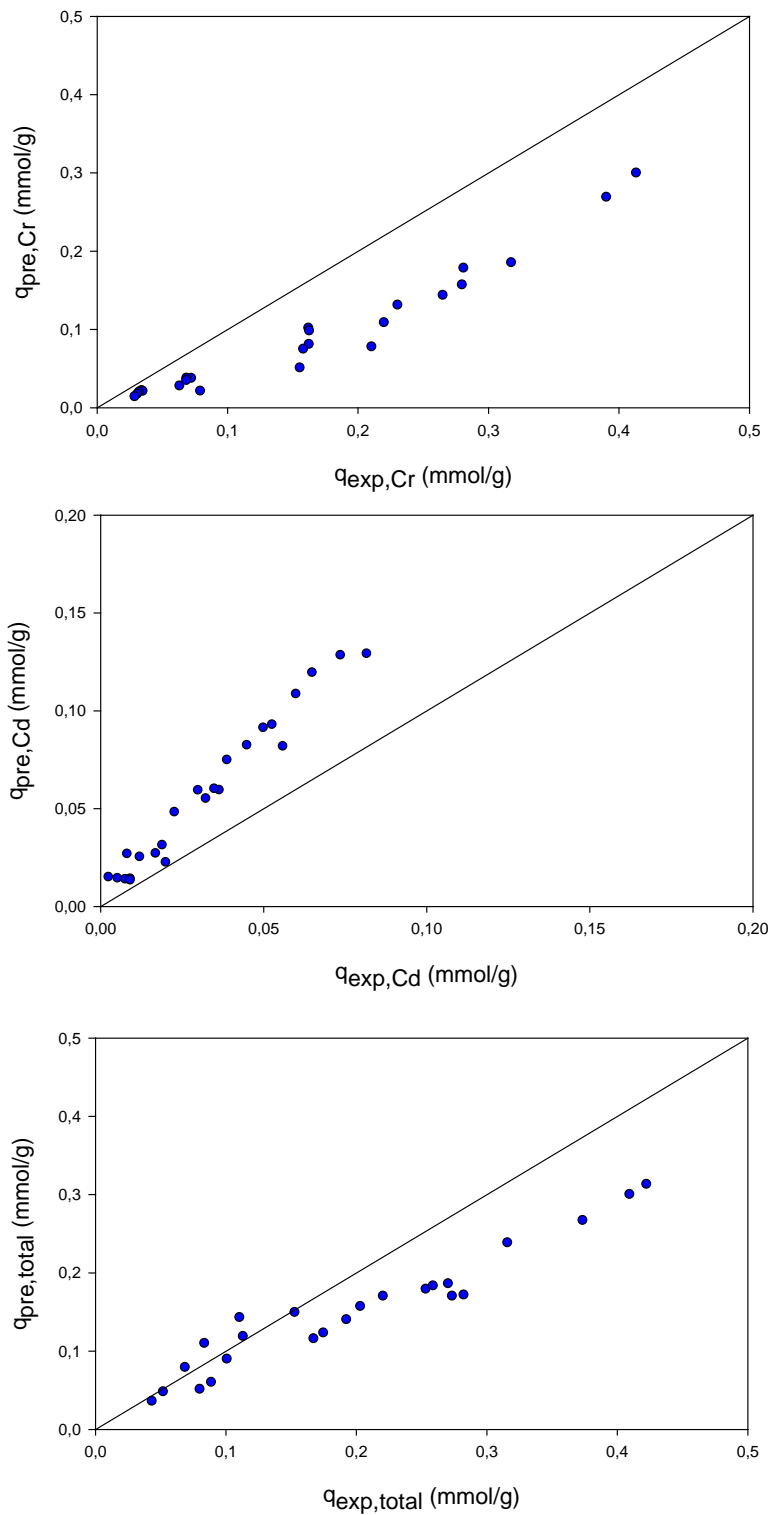 0,5
0,4
0,3
0,2
0,1
0,0
qpre,Cr (mmol/g)
0,0 0,1 0,2 0,3 0,4 0,5
qexp,Cr (mmol/g)
0,20
0,15
0,10
0,05
0,00
qpre,Cd (mmol/g)
0,00 0,05 0,10 0,15 0,20
qexp,Cd (mmol/g)
0,5
0,4
0,3
0,2
0,1
0,0
qpre,total (mmol/g)
0,0 0,1 0,2 0,3 0,4 0,5
qexp,total (mmol/g)